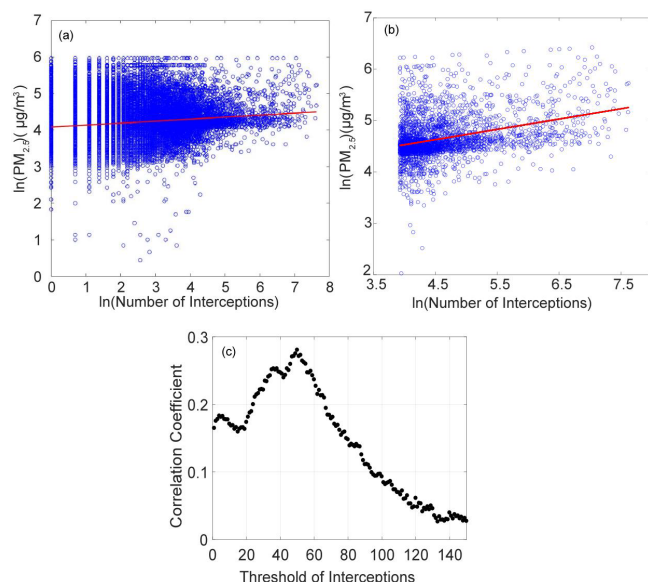 (a)
7
6
5
4
3
2
1
0
ln(PM2.5)( μg/m³)
0 1 2 3 4 5 6 7 8
ln(Number of Interceptions)
(b)
7
6
5
4
3
2
ln(PM2.5)(μg/m³)
3.5 4.5 5.5 6.5 7.5
ln(Number of Interceptions)
(c)
0.3
0.2
0.1
0
Correlation Coefficient
0 20 40 60 80 100 120 140
Threshold of Interceptions